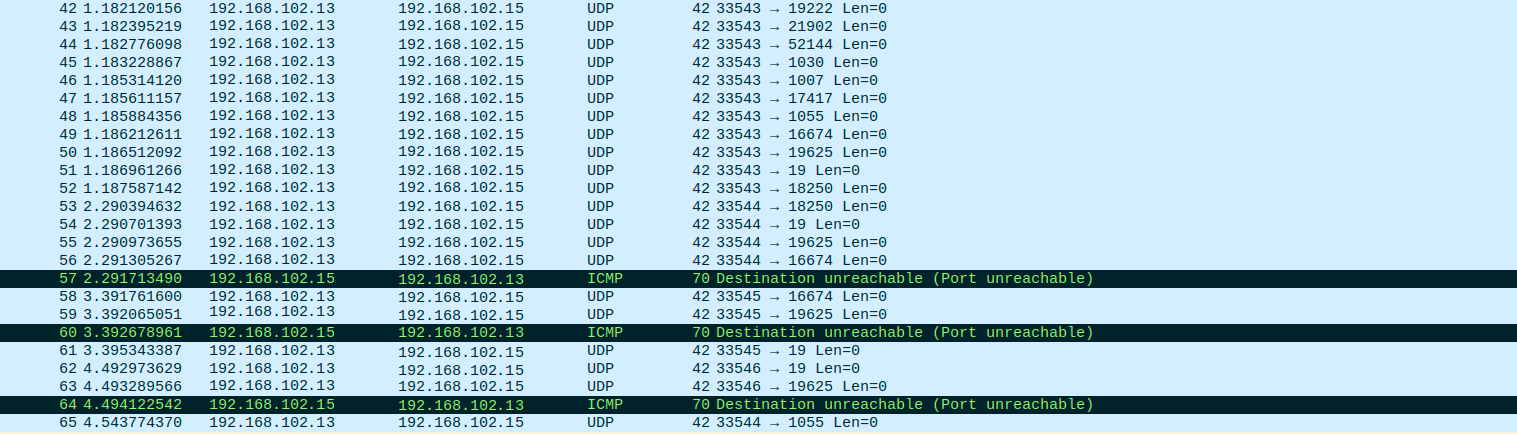 42 1.182120156 192.168.102.13 192.168.102.15 UDP 42 33543 → 19222 Len=0
43 1.182395219 192.168.102.13 192.168.102.15 UDP 42 33543 → 21902 Len=0
44 1.182776098 192.168.102.13 192.168.102.15 UDP 42 33543 → 52144 Len=0
45 1.183228867 192.168.102.13 192.168.102.15 UDP 42 33543 → 1030 Len=0
46 1.185314120 192.168.102.13 192.168.102.15 UDP 42 33543 → 1007 Len=0
47 1.185611157 192.168.102.13 192.168.102.15 UDP 42 33543 → 17417 Len=0
48 1.185884356 192.168.102.13 192.168.102.15 UDP 42 33543 → 1055 Len=0
49 1.186212611 192.168.102.13 192.168.102.15 UDP 42 33543 → 16674 Len=0
50 1.186512092 192.168.102.13 192.168.102.15 UDP 42 33543 → 19625 Len=0
51 1.186961266 192.168.102.13 192.168.102.15 UDP 42 33543 → 19 Len=0
52 1.187587142 192.168.102.13 192.168.102.15 UDP 42 33543 → 18250 Len=0
53 2.290394632 192.168.102.13 192.168.102.15 UDP 42 33544 → 18250 Len=0
54 2.290701393 192.168.102.13 192.168.102.15 UDP 42 33544 → 19 Len=0
55 2.290973655 192.168.102.13 192.168.102.15 UDP 42 33544 → 19625 Len=0
56 2.291305267 192.168.102.13 192.168.102.15 UDP 42 33544 → 16674 Len=0
57 2.291713490 192.168.102.15 192.168.102.13 ICMP 70 Destination unreachable (Port unreachable)
58 3.391761600 192.168.102.13 192.168.102.15 UDP 42 33545 → 16674 Len=0
59 3.392065051 192.168.102.13 192.168.102.15 UDP 42 33545 → 19625 Len=0
60 3.392678961 192.168.102.15 192.168.102.13 ICMP 70 Destination unreachable (Port unreachable)
61 3.395343387 192.168.102.13 192.168.102.15 UDP 42 33545 → 19 Len=0
62 4.492973629 192.168.102.13 192.168.102.15 UDP 42 33546 → 19 Len=0
63 4.493289566 192.168.102.13 192.168.102.15 UDP 42 33546 → 19625 Len=0
64 4.494122542 192.168.102.15 192.168.102.13 ICMP 70 Destination unreachable (Port unreachable)
65 4.543774370 192.168.102.13 192.168.102.15 UDP 42 33544 → 1055 Len=0